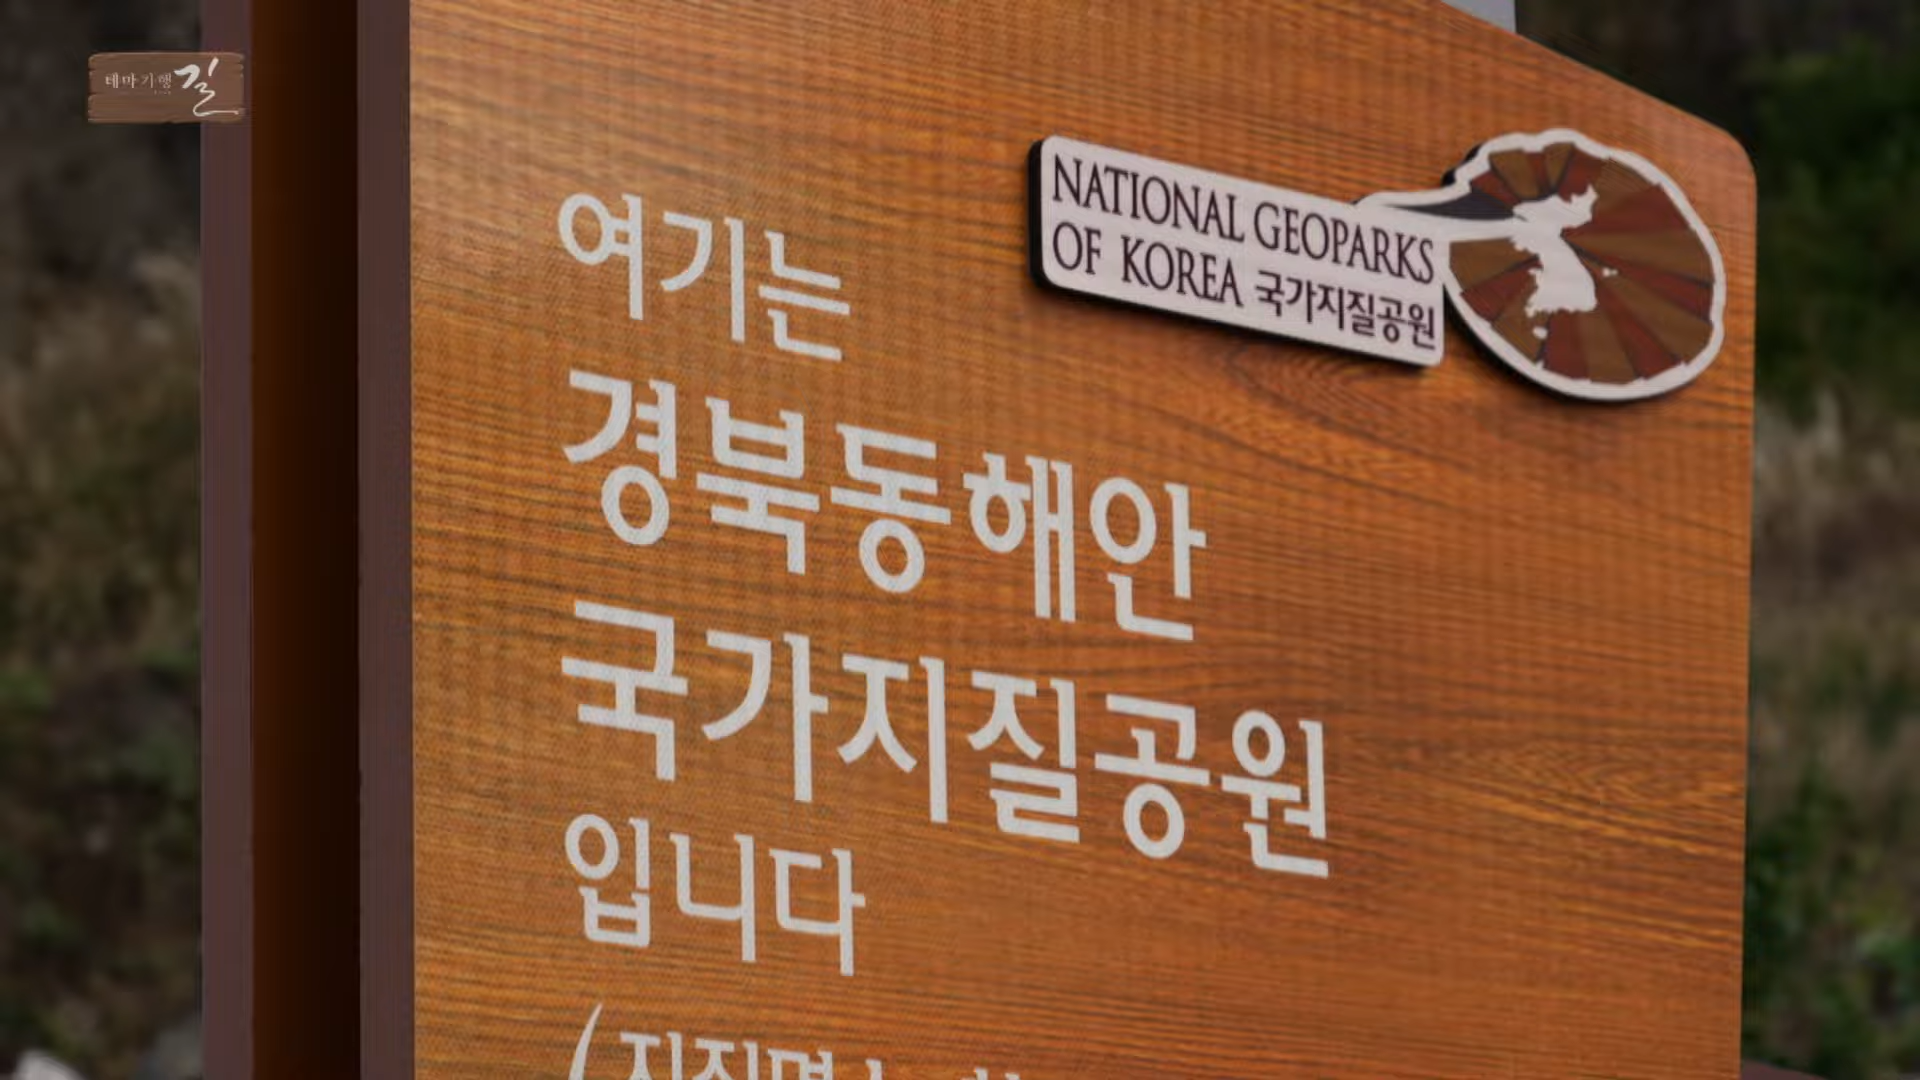 테마기행 길
NATIONAL GEOPARKS
OF KOREA 국가지질공원
여기는
경북동해안
국가지질공원
입니다